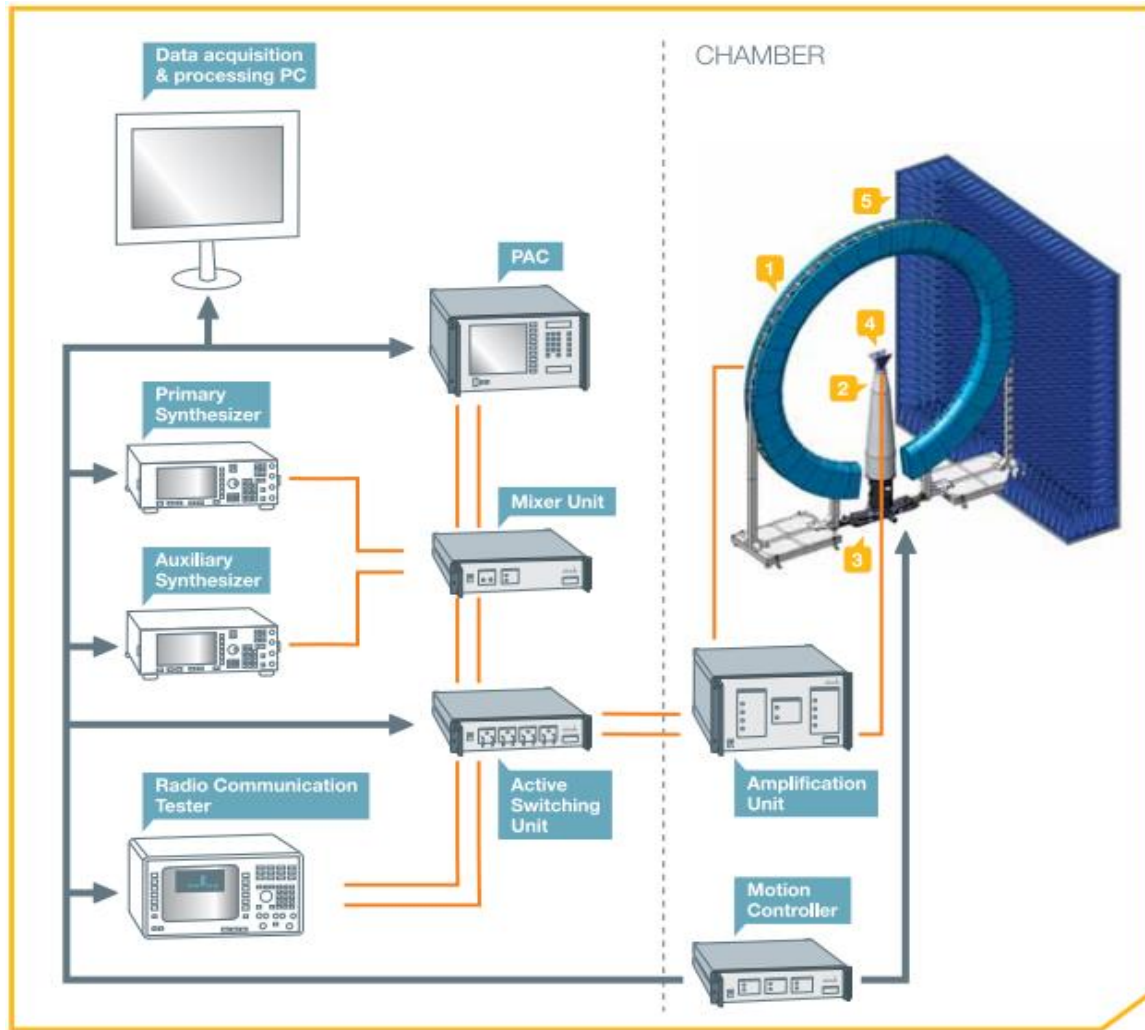 Data acquisition
& processing PC
CHAMBER
PAC
5
1
4
2
Primary
Synthesizer
Mixer Unit
3
Auxiliary
Synthesizer
Radio Communication
Tester
Active
Switching
Unit
Amplification
Unit
Motion
Controller